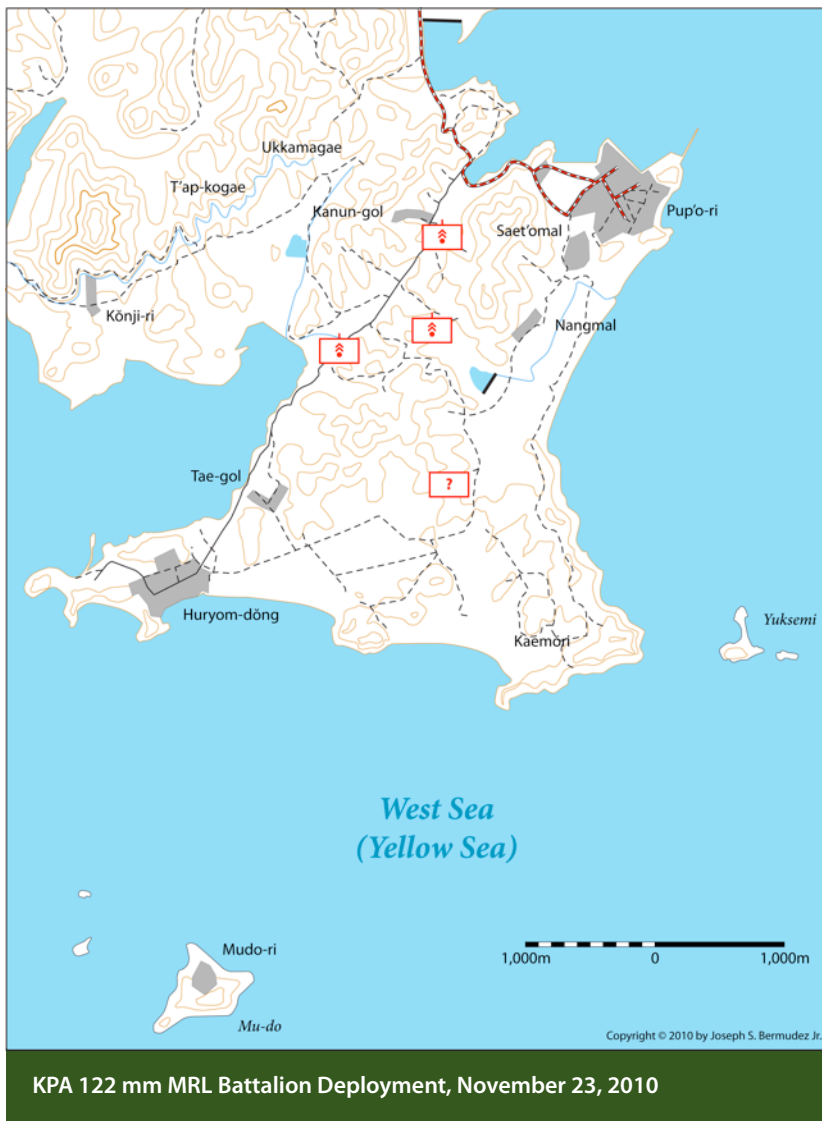 Ukkamagae
T'ap-kogae
Kanun-gol
Saet'omal
Pup'o-ri
Kŏnji-ri
Nangmal
Tae-gol
?
Huryom-dŏng
Kaemŏri
Yuksemi
West Sea
(Yellow Sea)
Mudo-ri
1,000m 0 1,000m
Mu-do
Copyright © 2010 by Joseph S. Bermudez Jr.
KPA 122 mm MRL Battalion Deployment, November 23, 2010